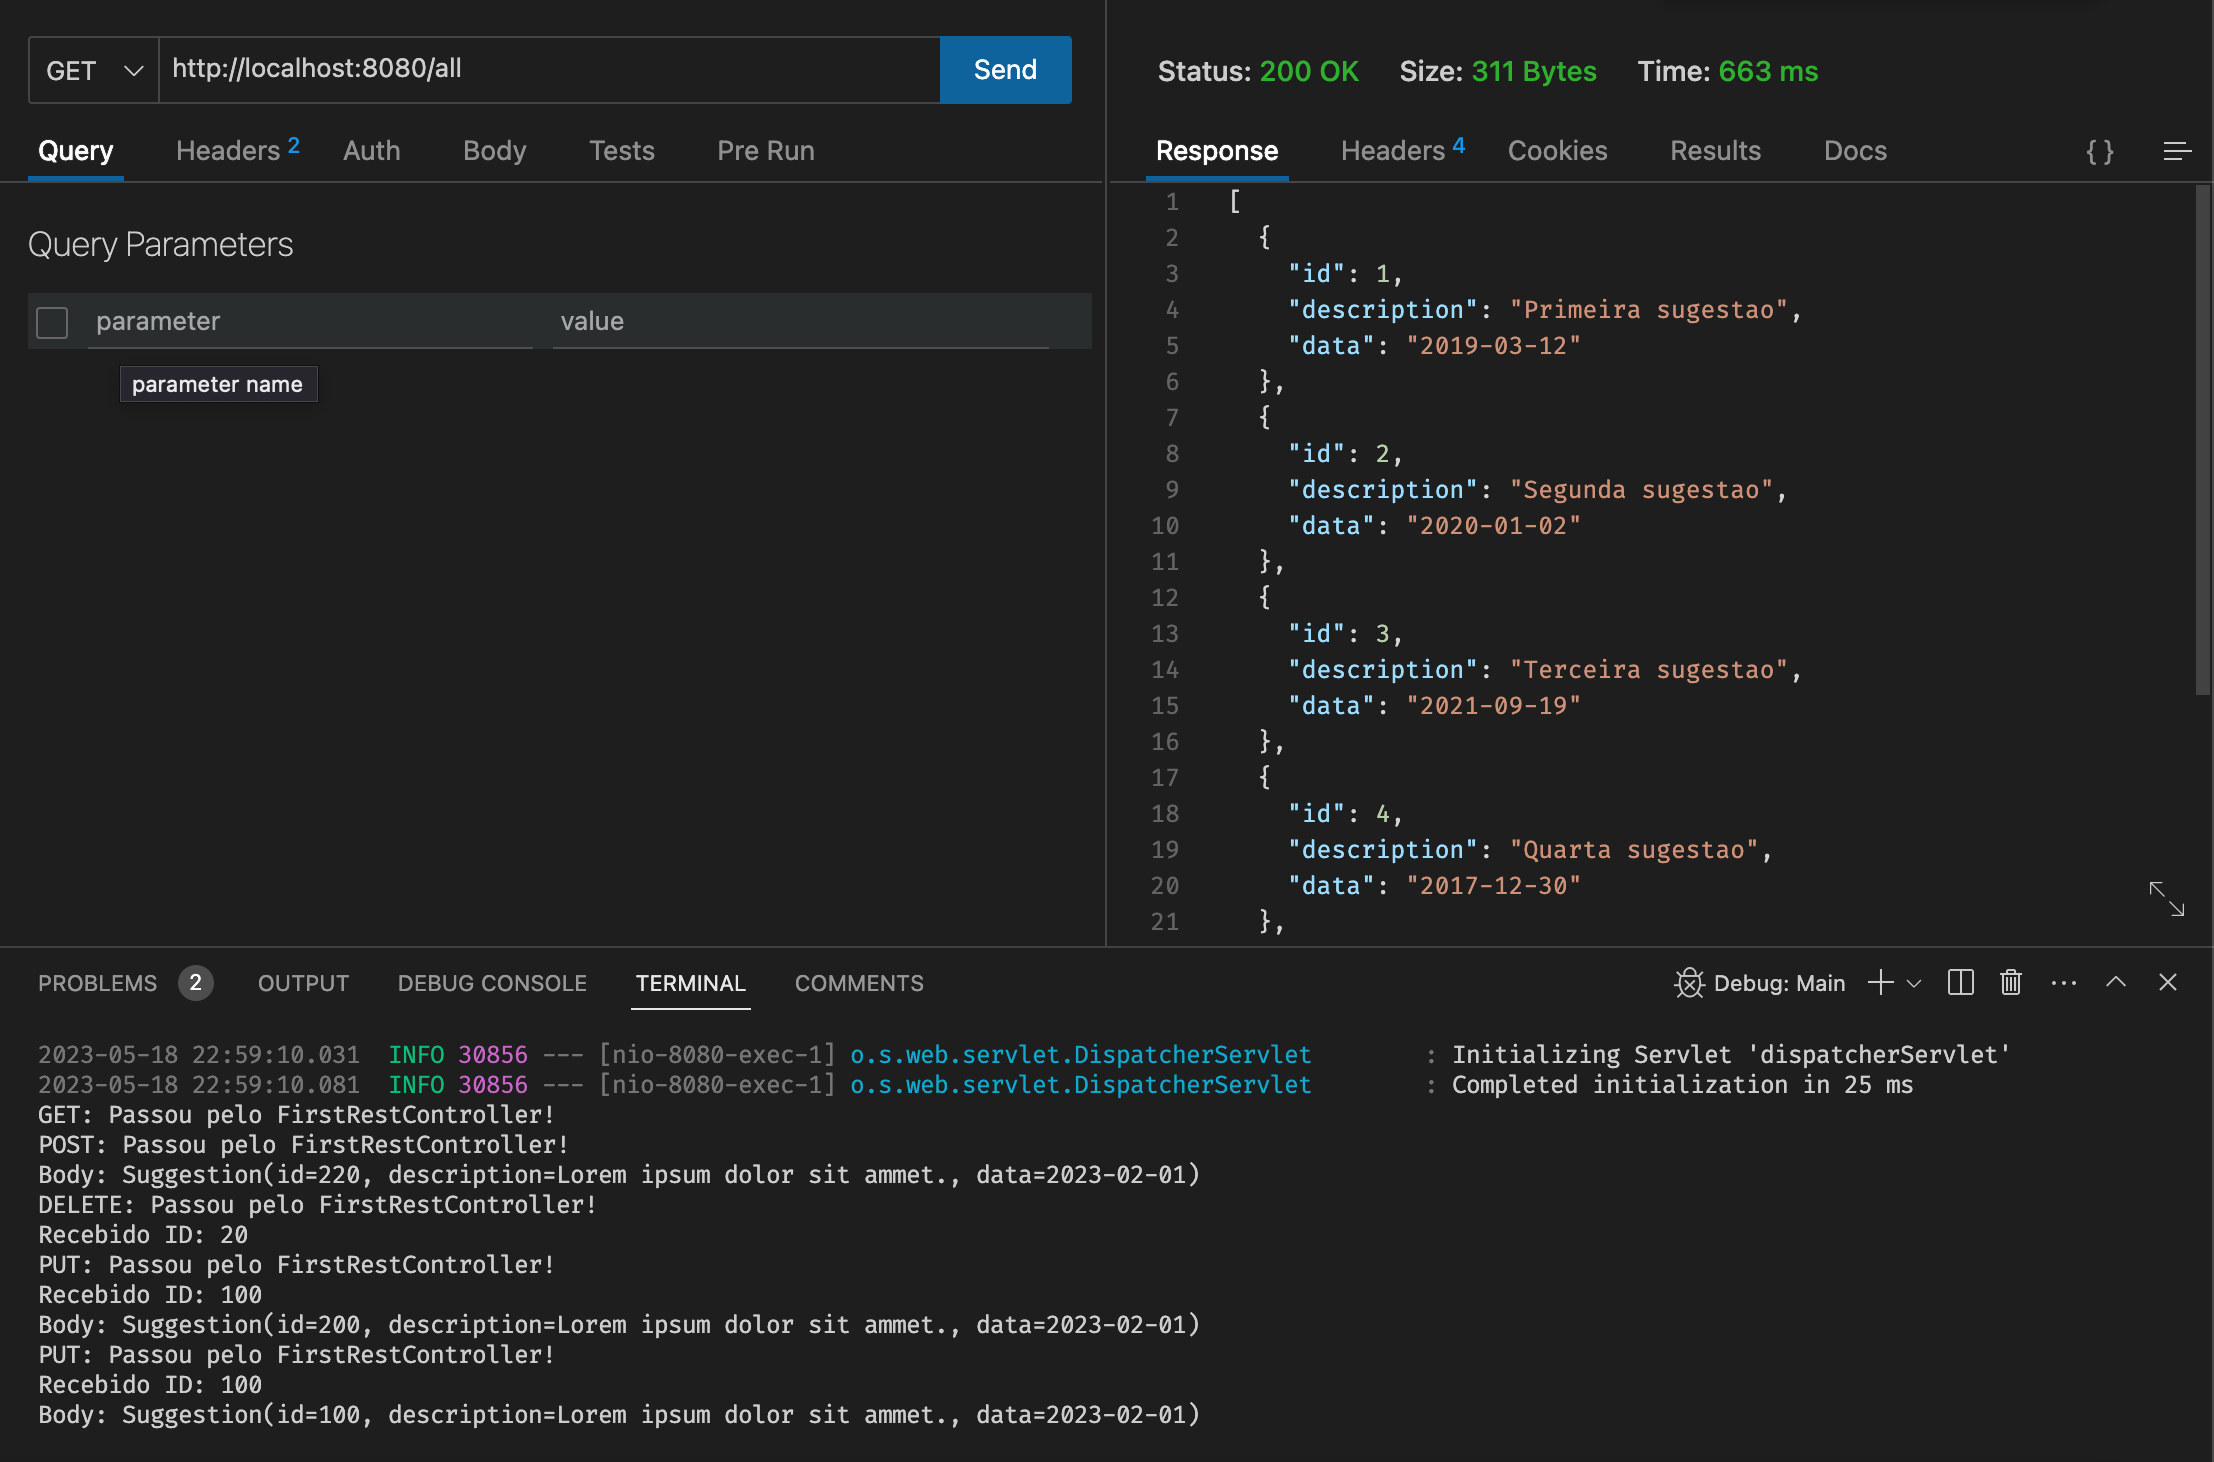 GET http://localhost:8080/all Send
Query Headers 2 Auth Body Tests Pre Run
Query Parameters
parameter value
parameter name
Status: 200 OK Size: 311 Bytes Time: 663 ms
Response Headers 4 Cookies Results Docs { }
1 [
2 {
3 "id": 1,
4 "description": "Primeira sugestao",
5 "data": "2019-03-12"
6 },
7 {
8 "id": 2,
9 "description": "Segunda sugestao",
10 "data": "2020-01-02"
11 },
12 {
13 "id": 3,
14 "description": "Terceira sugestao",
15 "data": "2021-09-19"
16 },
17 {
18 "id": 4,
19 "description": "Quarta sugestao",
20 "data": "2017-12-30"
21 },
PROBLEMS 2 OUTPUT DEBUG CONSOLE TERMINAL COMMENTS Debug: Main
2023-05-18 22:59:10.031 INFO 30856 --- [nio-8080-exec-1] o.s.web.servlet.DispatcherServlet : Initializing Servlet 'dispatcherServlet'
2023-05-18 22:59:10.081 INFO 30856 --- [nio-8080-exec-1] o.s.web.servlet.DispatcherServlet : Completed initialization in 25 ms
GET: Passou pelo FirstRestController!
POST: Passou pelo FirstRestController!
Body: Suggestion(id=220, description=Lorem ipsum dolor sit ammet., data=2023-02-01)
DELETE: Passou pelo FirstRestController!
Recebido ID: 20
PUT: Passou pelo FirstRestController!
Recebido ID: 100
Body: Suggestion(id=200, description=Lorem ipsum dolor sit ammet., data=2023-02-01)
PUT: Passou pelo FirstRestController!
Recebido ID: 100
Body: Suggestion(id=100, description=Lorem ipsum dolor sit ammet., data=2023-02-01)